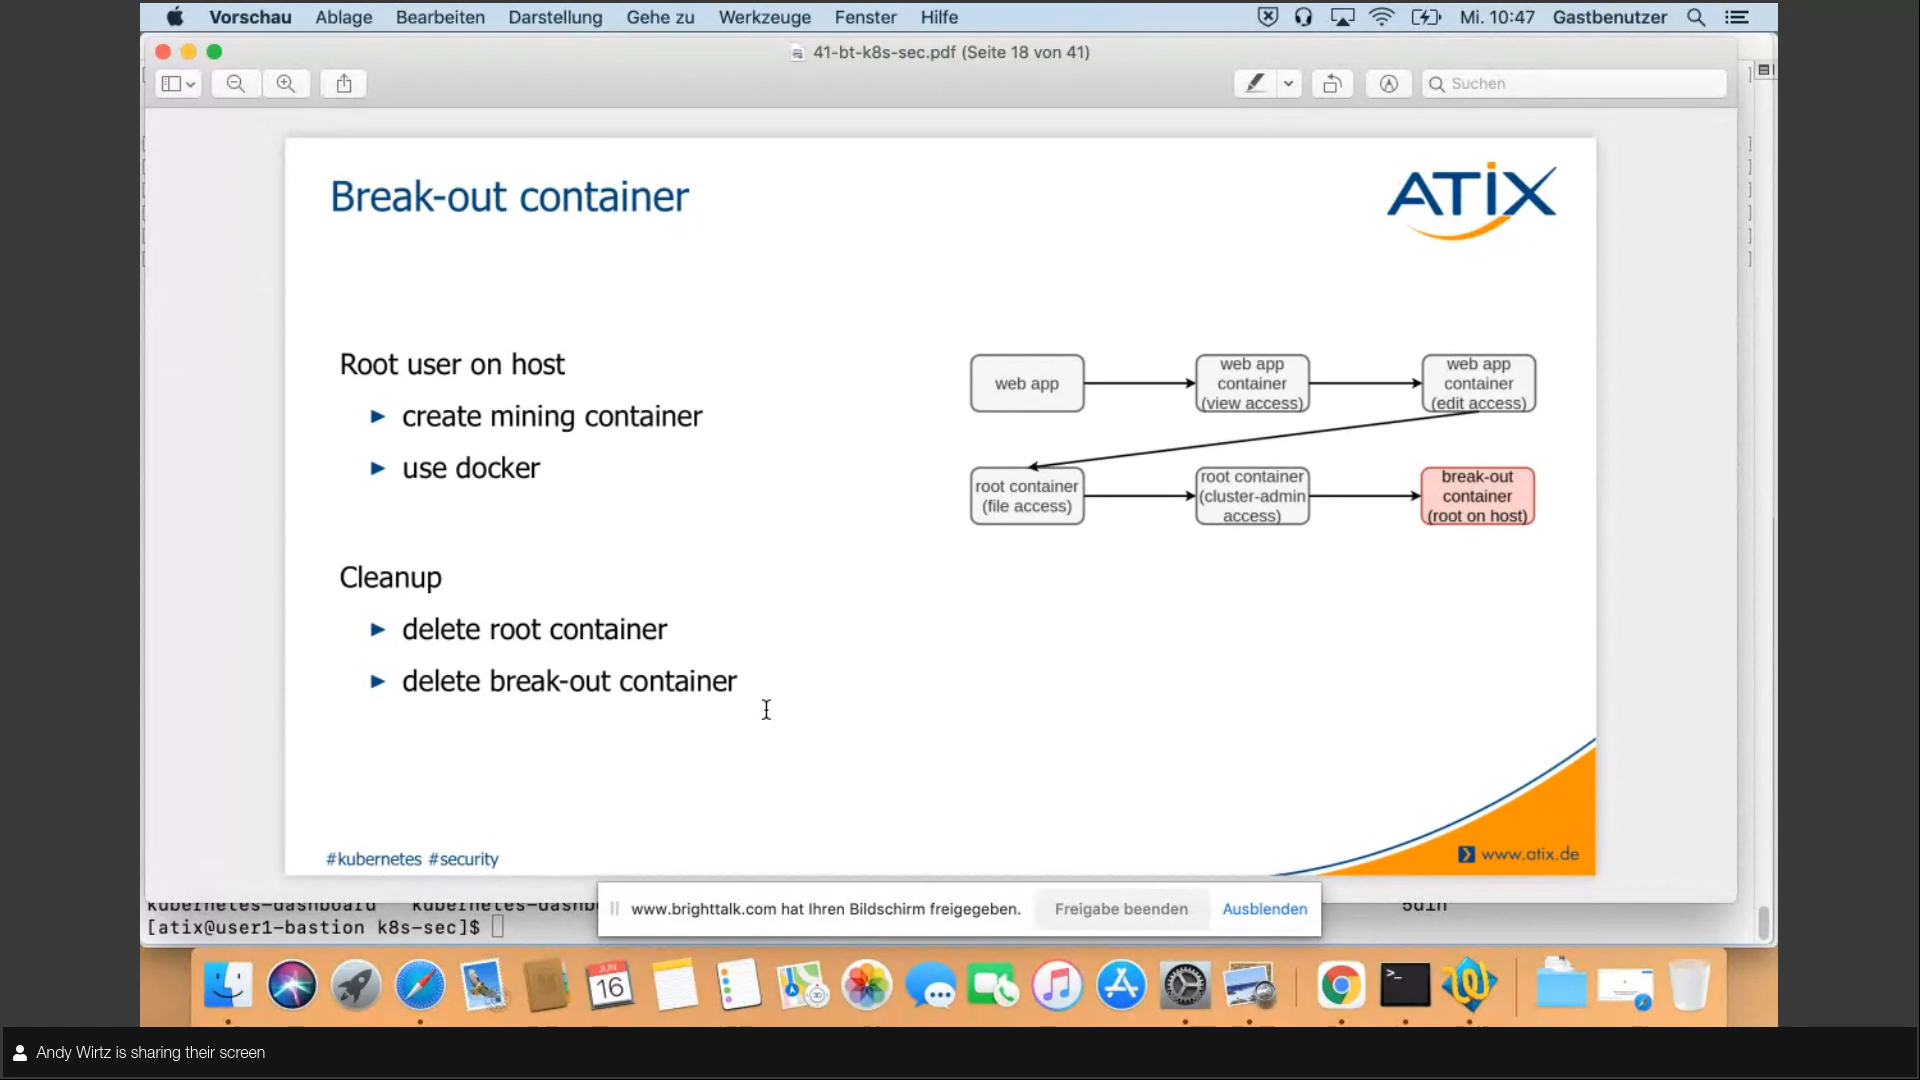 Vorschau Ablage Bearbeiten Darstellung Gehe zu Werkzeuge Fenster Hilfe Mi. 10:47 Gastbenutzer
41-bt-k8s-sec.pdf (Seite 18 von 41)
Suchen
Break-out container
ATIX
Root user on host
► create mining container
► use docker
Cleanup
► delete root container
► delete break-out container
web app
web app
container
(view access)
web app
container
(edit access)
root container
(file access)
root container
(cluster-admin
access)
break-out
container
(root on host)
#kubernetes #security
www.atix.de
kubernetes-dashboard
[atix@user1-bastion k8s-sec]$
www.brighttalk.com hat Ihren Bildschirm freigegeben. Freigabe beenden Ausblenden
JUN
16
Andy Wirtz is sharing their screen